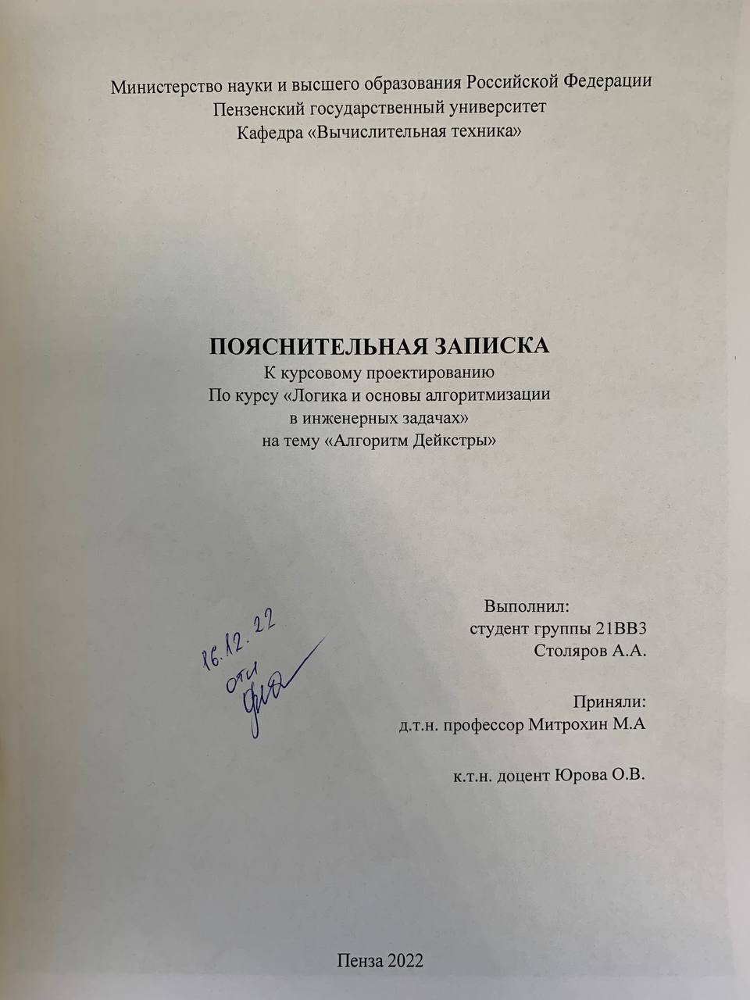 Министерство науки и высшего образования Российской Федерации
Пензенский государственный университет
Кафедра «Вычислительная техника»
ПОЯСНИТЕЛЬНАЯ ЗАПИСКА
К курсовому проектированию
По курсу «Логика и основы алгоритмизации
в инженерных задачах»
на тему «Алгоритм Дейкстры»
16.12.22
отл
Выполнил:
студент группы 21ВВ3
Столяров А.А.
Приняли:
д.т.н. профессор Митрохин М.А
к.т.н. доцент Юрова О.В.
Пенза 2022